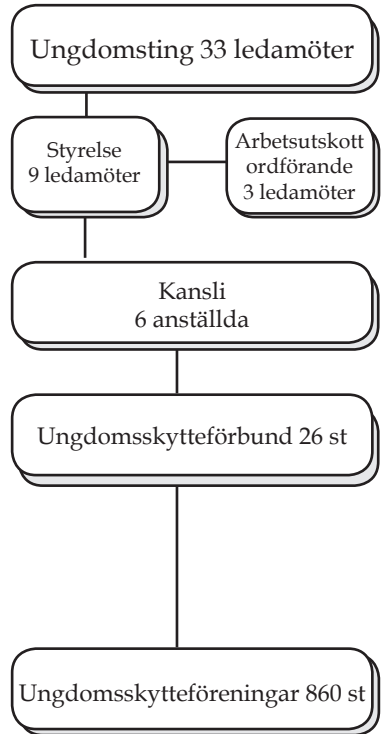 Ungdomsting 33 ledamöter
Styrelse
9 ledamöter
Arbetsutskott
ordförande
3 ledamöter
Kansli
6 anställda
Ungdomsskytteförbund 26 st
Ungdomsskytteföreningar 860 st